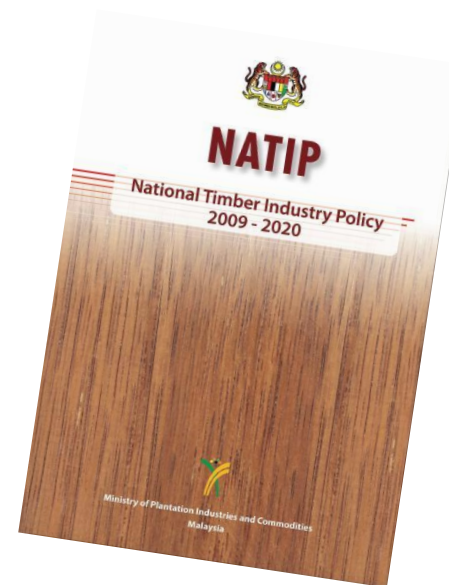 NATIP
National Timber Industry Policy
2009 - 2020
Ministry of Plantation Industries and Commodities
Malaysia